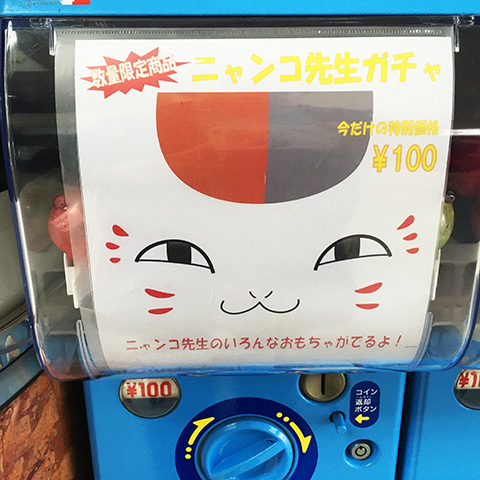 数量限定商品
ニャンコ先生ガチャ
今だけの特別価格
¥100
ニャンコ先生のいろんなおもちゃがでるよ!
¥100
コイン
返却
ボタン